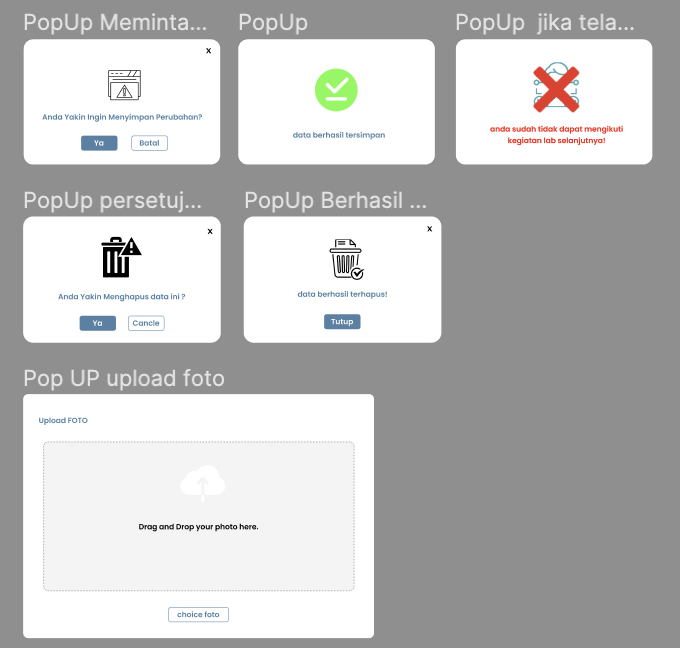 PopUp Meminta...
PopUp
PopUp jika tela...
x
Anda Yakin Ingin Menyimpan Perubahan?
Ya
Batal
data berhasil tersimpan
anda sudah tidak dapat mengikuti
kegiatan lab selanjutnya!
PopUp persetuj...
PopUp Berhasil ...
x
Anda Yakin Menghapus data ini ?
Ya
Cancle
x
data berhasil terhapus!
Tutup
Pop UP upload foto
Upload FOTO
Drag and Drop your photo here.
choice foto